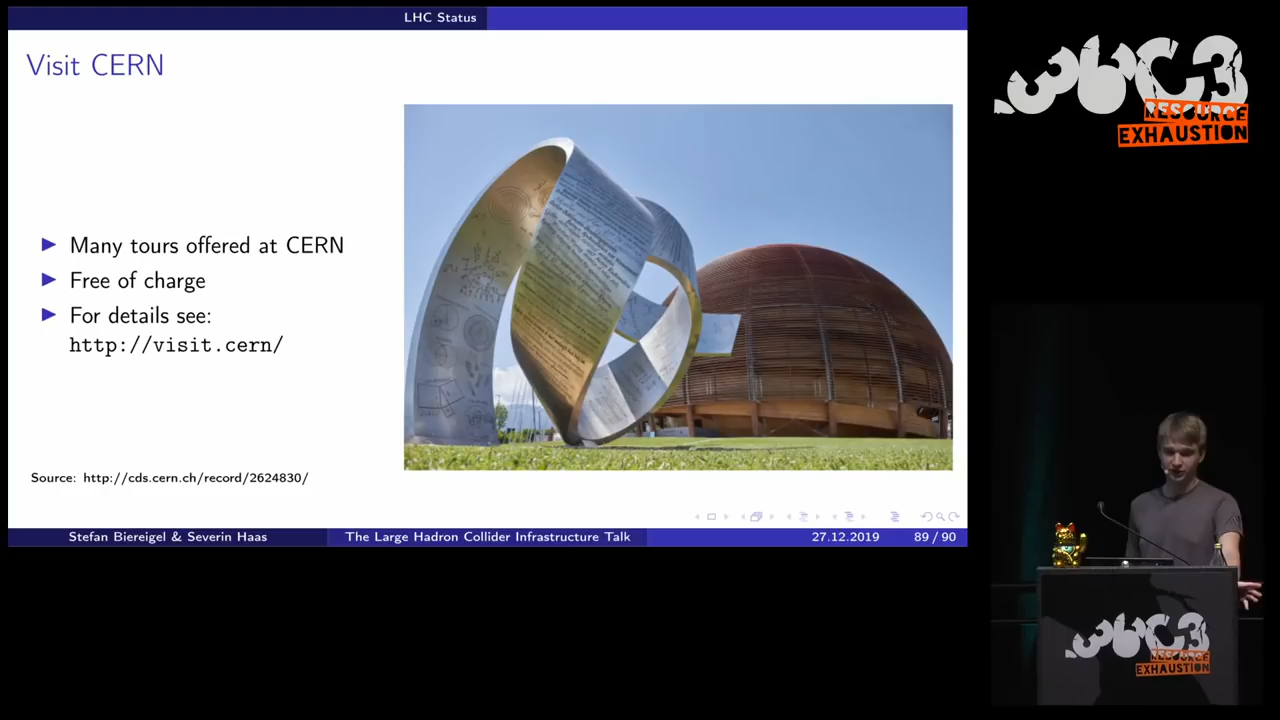 LHC Status
Visit CERN
Many tours offered at CERN
Free of charge
For details see:
http://visit.cern/
Source: http://cds.cern.ch/record/2624830/
Stefan Biereigel & Severin Haas
The Large Hadron Collider Infrastructure Talk
27.12.2019
89 / 90
36C3
RESOURCE
EXHAUSTION
36C3
RESOURCE
EXHAUSTION